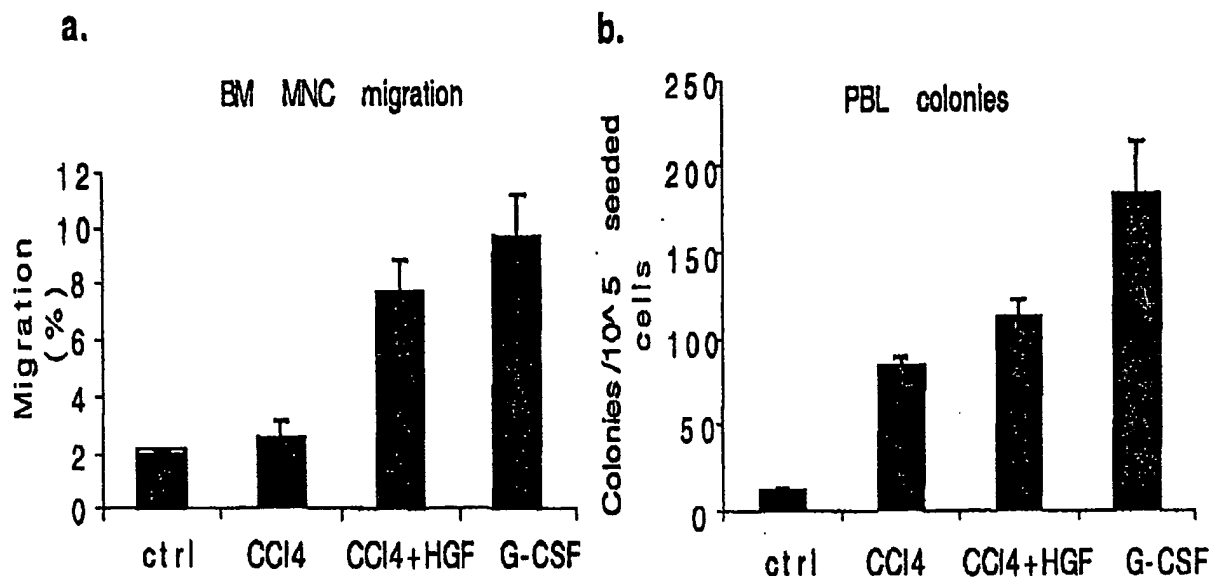 a.
BM MNC migration
Migration
(%)
12
10
8
6
4
2
0
ctrl CCl4 CCl4+HGF G-CSF
b.
PBL colonies
Colonies/10^5 seeded
cells
250
200
150
100
50
0
ctrl CCl4 CCl4+HGF G-CSF